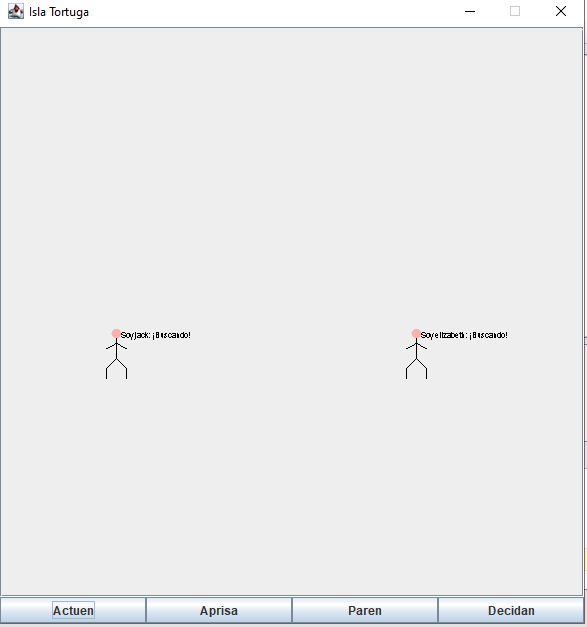 Isla Tortuga
Soy jack: ¡Buscando!
Soy elizabeth: ¡Buscando!
Actuen
Aprisa
Paren
Decidan